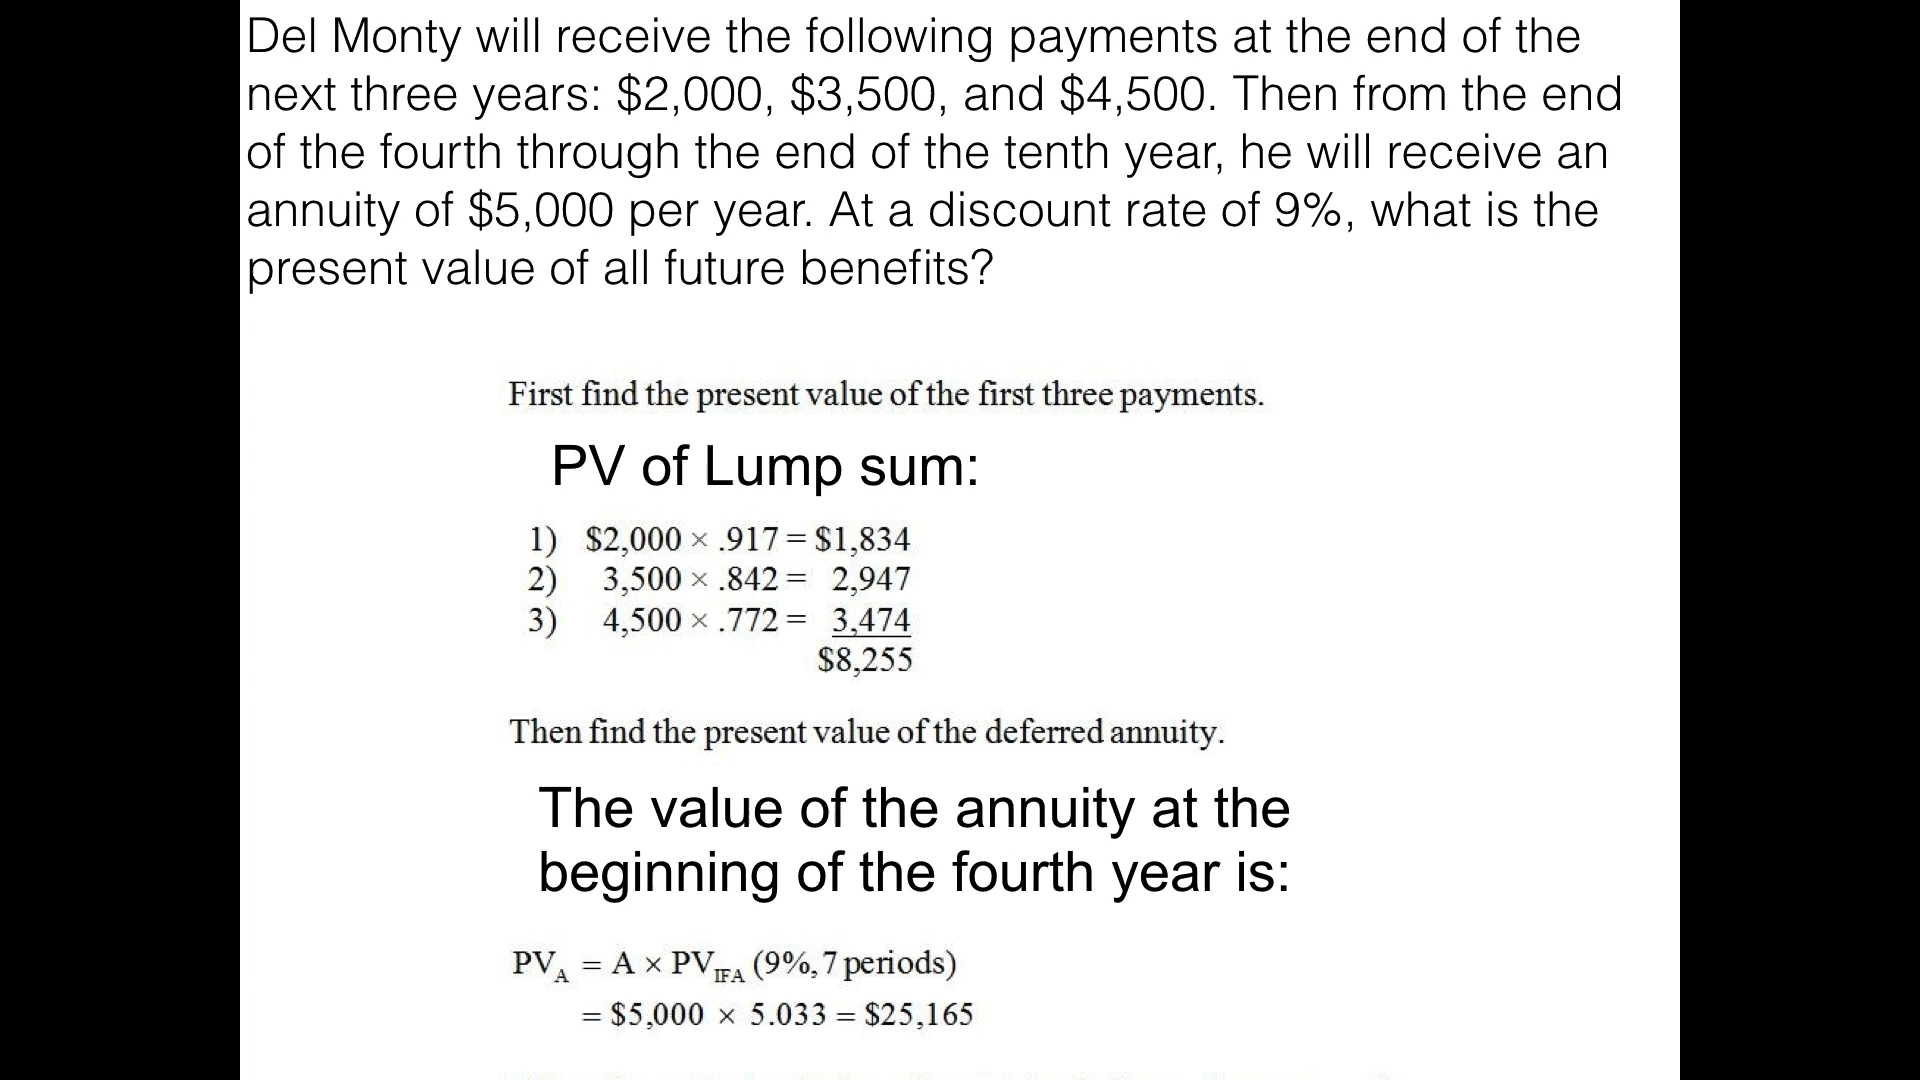 Del Monty will receive the following payments at the end of the
next three years: $2,000, $3,500, and $4,500. Then from the end
of the fourth through the end of the tenth year, he will receive an
annuity of $5,000 per year. At a discount rate of 9%, what is the
present value of all future benefits?
First find the present value of the first three payments.
PV of Lump sum:
1) $2,000 × .917 = $1,834
2) 3,500 × .842 = 2,947
3) 4,500 × .772 = 3,474
$8,255
Then find the present value of the deferred annuity.
The value of the annuity at the
beginning of the fourth year is:
PV_A = A × PV_IFA (9%, 7 periods)
= $5,000 × 5.033 = $25,165